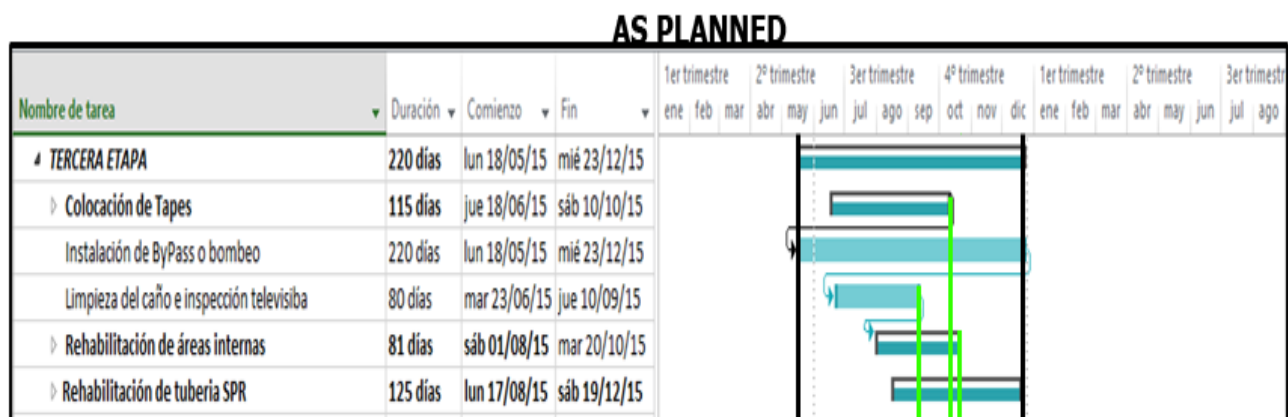 AS PLANNED
1er trimestre 2º trimestre 3er trimestre 4º trimestre 1er trimestre 2º trimestre 3er trimestr
Nombre de tarea Duración Comienzo Fin ene feb mar abr may jun jul ago sep oct nov dic ene feb mar abr may jun jul ago
TERCERA ETAPA 220 días lun 18/05/15 mié 23/12/15
Colocación de Tapes 115 días jue 18/06/15 sáb 10/10/15
Instalación de ByPass o bombeo 220 días lun 18/05/15 mié 23/12/15
Limpieza del caño e inspección televisiba 80 días mar 23/06/15 jue 10/09/15
Rehabilitación de áreas internas 81 días sáb 01/08/15 mar 20/10/15
Rehabilitación de tuberia SPR 125 días lun 17/08/15 sáb 19/12/15